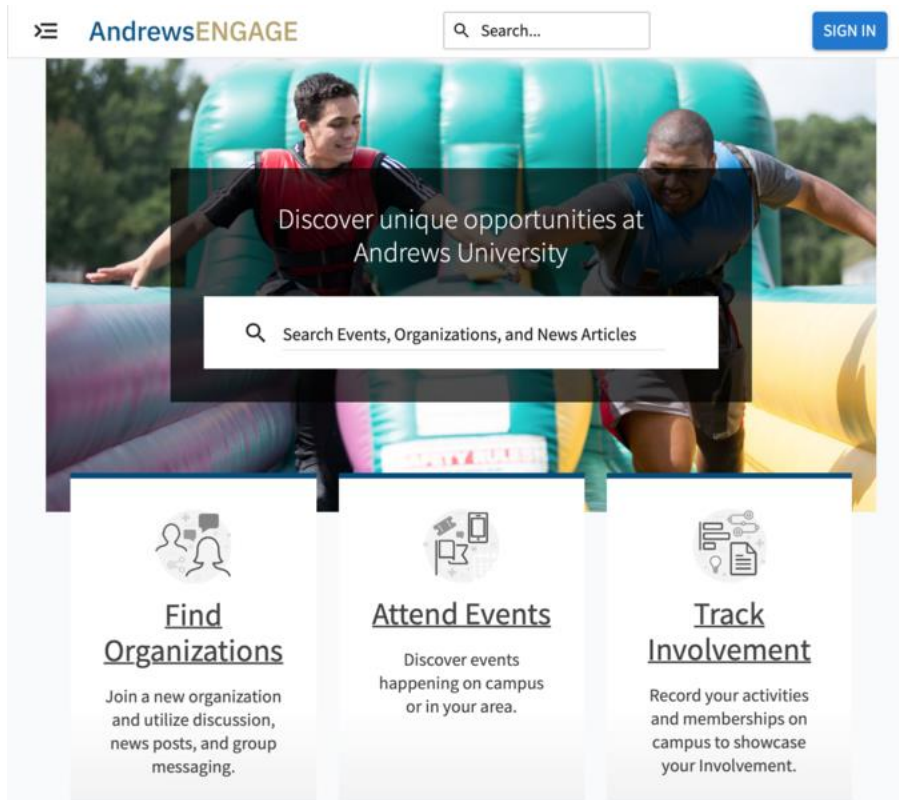 AndrewsENGAGE
Search...
SIGN IN
Discover unique opportunities at
Andrews University
Search Events, Organizations, and News Articles
Find
Organizations
Join a new organization
and utilize discussion,
news posts, and group
messaging.
Attend Events
Discover events
happening on campus
or in your area.
Track
Involvement
Record your activities
and memberships on
campus to showcase
your Involvement.